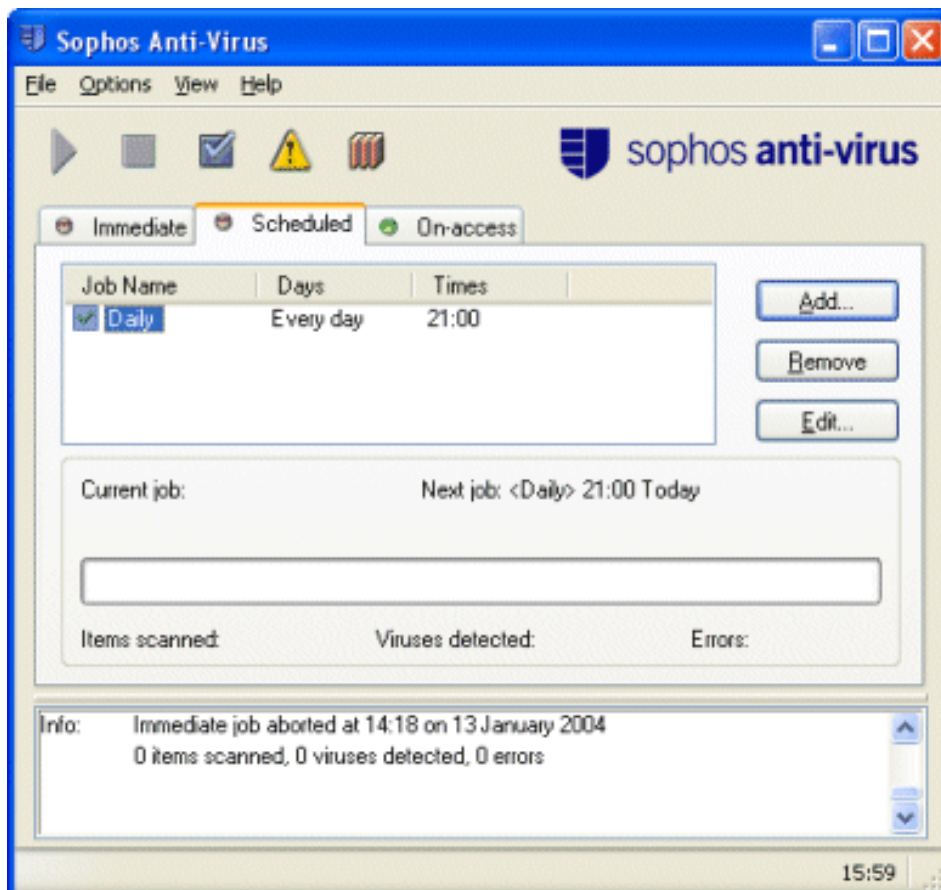 Sophos Anti-Virus
File Options View Help
sophos anti-virus
Immediate Scheduled On-access
Job Name Days Times
Daily Every day 21:00
Add...
Remove
Edit...
Current job: Next job: <Daily> 21:00 Today
Items scanned: Viruses detected: Errors:
Info: Immediate job aborted at 14:18 on 13 January 2004
0 items scanned, 0 viruses detected, 0 errors
15:59